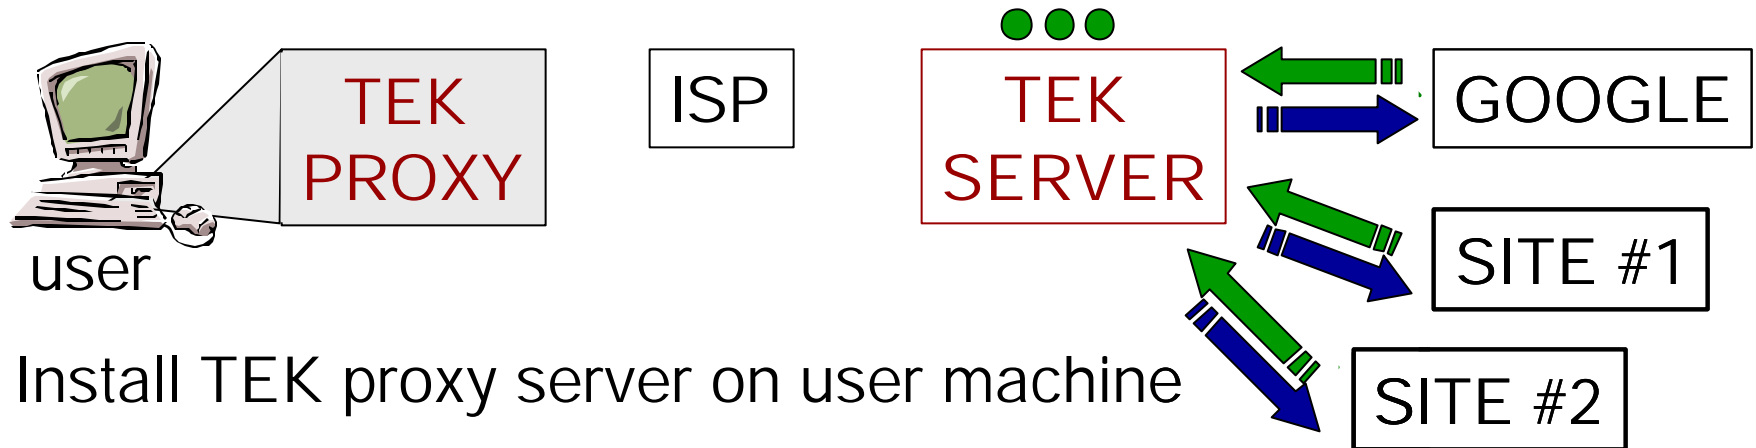 TEK
PROXY
ISP
TEK
SERVER
GOOGLE
user
SITE #1
Install TEK proxy server on user machine
SITE #2